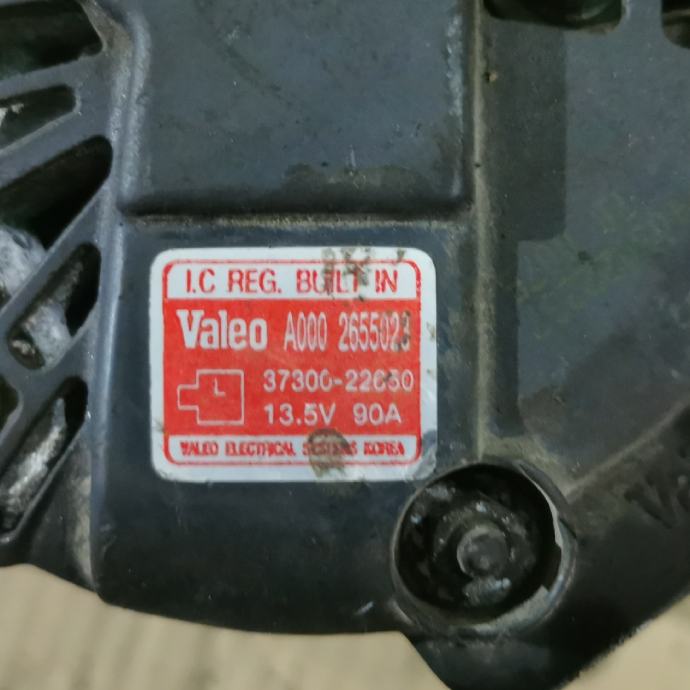 I.C REG. BUILT IN
Valeo A000 2655023
37300-22650
13.5V 90A
VALEO ELECTRICAL SYSTEMS KOREA